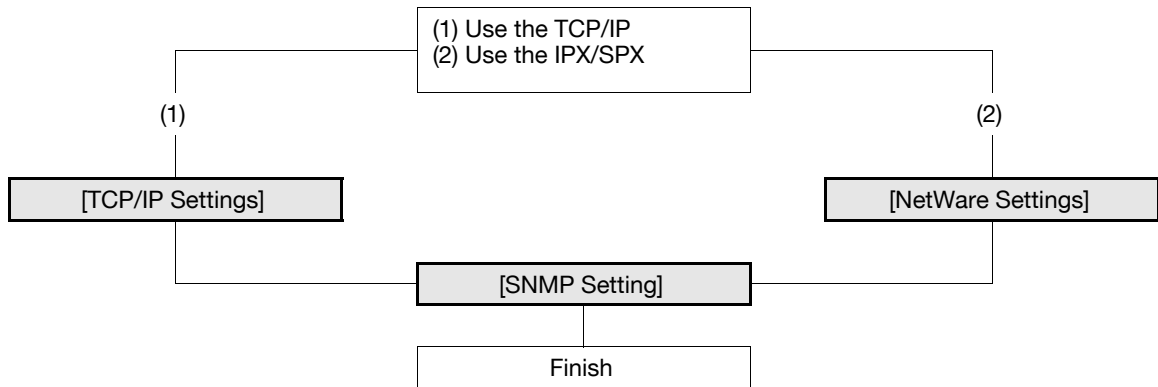 (1) Use the TCP/IP
(2) Use the IPX/SPX
(1)
(2)
[TCP/IP Settings]
[NetWare Settings]
[SNMP Setting]
Finish